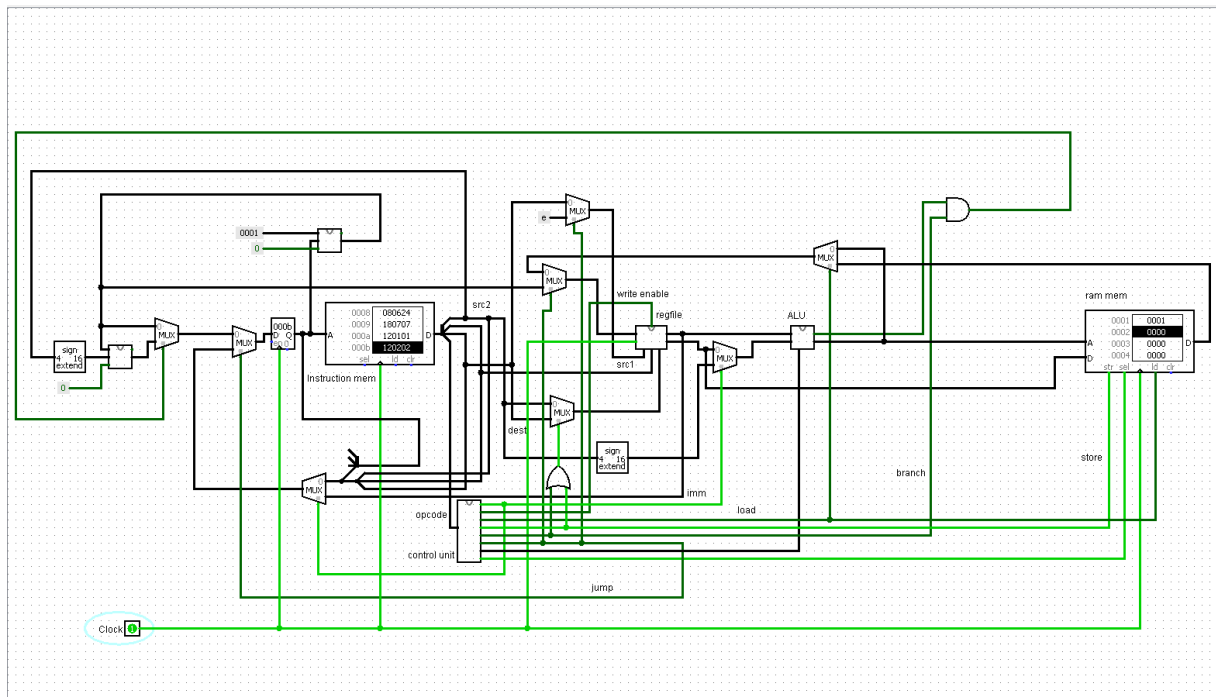 MUX
e
0001
0
src2
write enable
ram mem
MUX
MUX
regfile
ALU
MUX
MUX
000b
D Q
0008 080624
0009 180707
000a 120101
000b 120202
A
D
sel ld clr
Instruction mem
0001 0001
0002 0000
0003 0000
0004 0000
A
D
D
str sel ld clr
sign
4 16
extend
0
src1
MUX
MUX
dest
sign
4 16
extend
store
branch
MUX
imm
load
opcode
control unit
jump
Clock 1